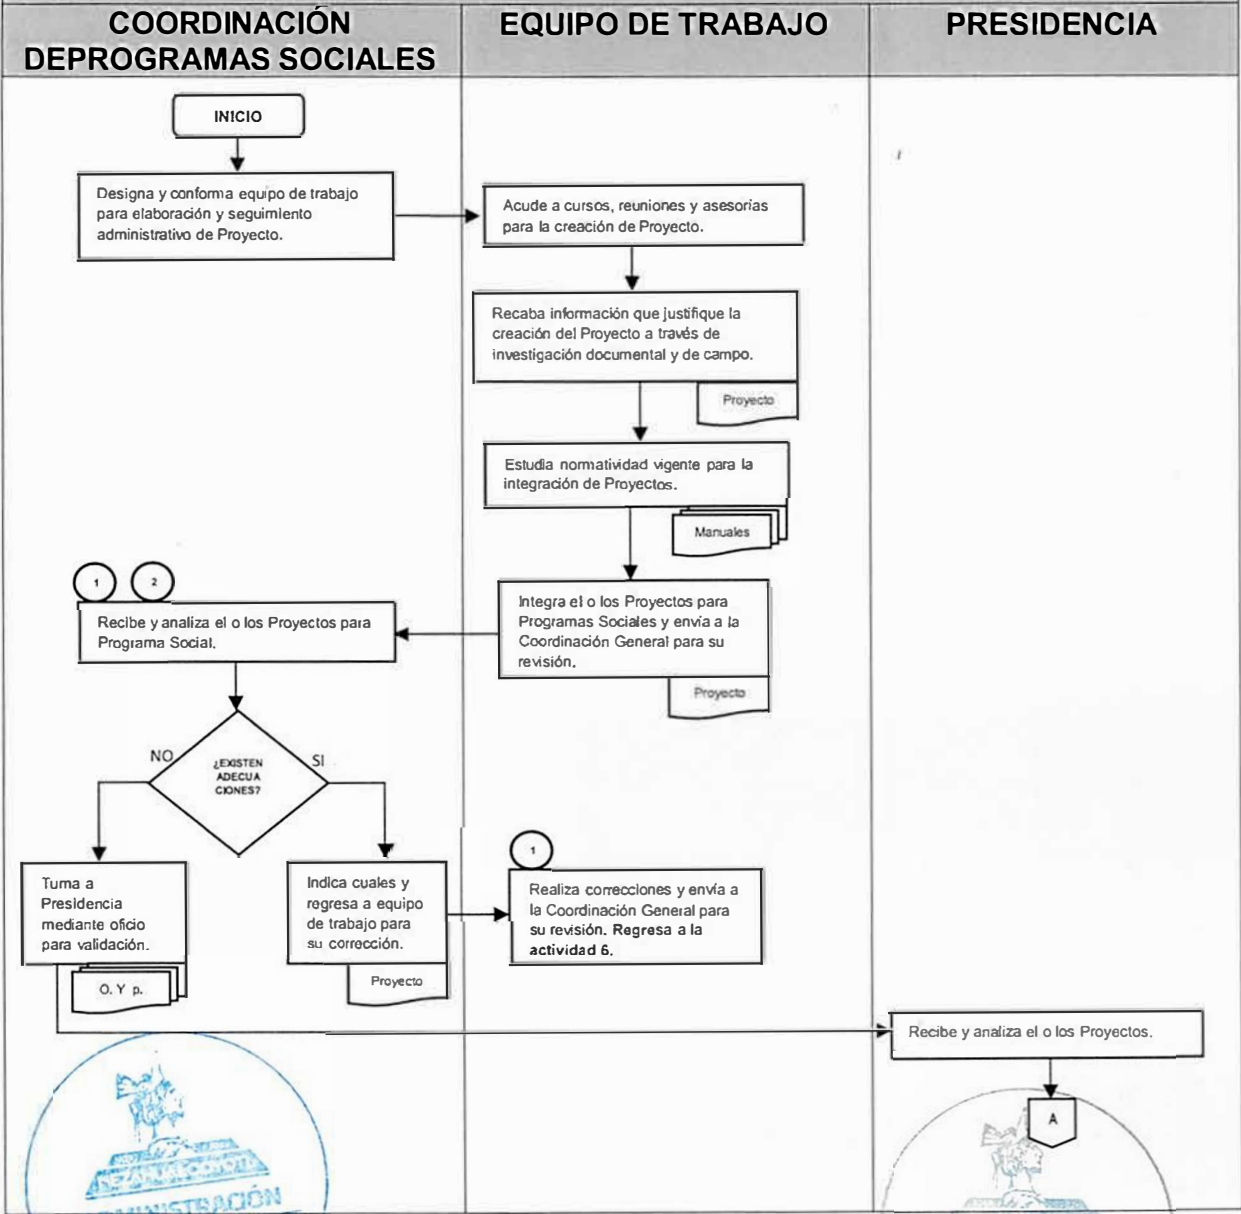 COORDINACIÓN
DEPROGRAMAS SOCIALES
EQUIPO DE TRABAJO
PRESIDENCIA
INICIO
Designa y conforma equipo de trabajo
para elaboración y seguimiento
administrativo de Proyecto.
Acude a cursos, reuniones y asesorías
para la creación de Proyecto.
Recaba información que justifique la
creación del Proyecto a través de
investigación documental y de campo.
Proyecto
Estudia normatividad vigente para la
integración de Proyectos.
Manuales
Integra el o los Proyectos para
Programas Sociales y envía a la
Coordinación General para su
revisión.
Proyecto
1
2
Recibe y analiza el o los Proyectos para
Programa Social.
NO
¿EXISTEN
ADECUA
CIONES?
SI
Turna a
Presidencia
mediante oficio
para validación.
O. Y p.
Indica cuales y
regresa a equipo
de trabajo para
su corrección.
Proyecto
1
Realiza correcciones y envía a
la Coordinación General para
su revisión. Regresa a la
actividad 6.
Recibe y analiza el o los Proyectos.
A